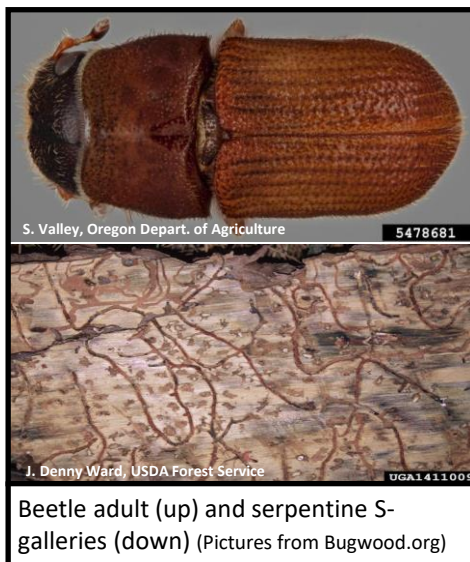 S. Valley, Oregon Depart. of Agriculture
5478681
J. Denny Ward, USDA Forest Service
UGA1411009
Beetle adult (up) and serpentine S-
galleries (down) (Pictures from Bugwood.org)